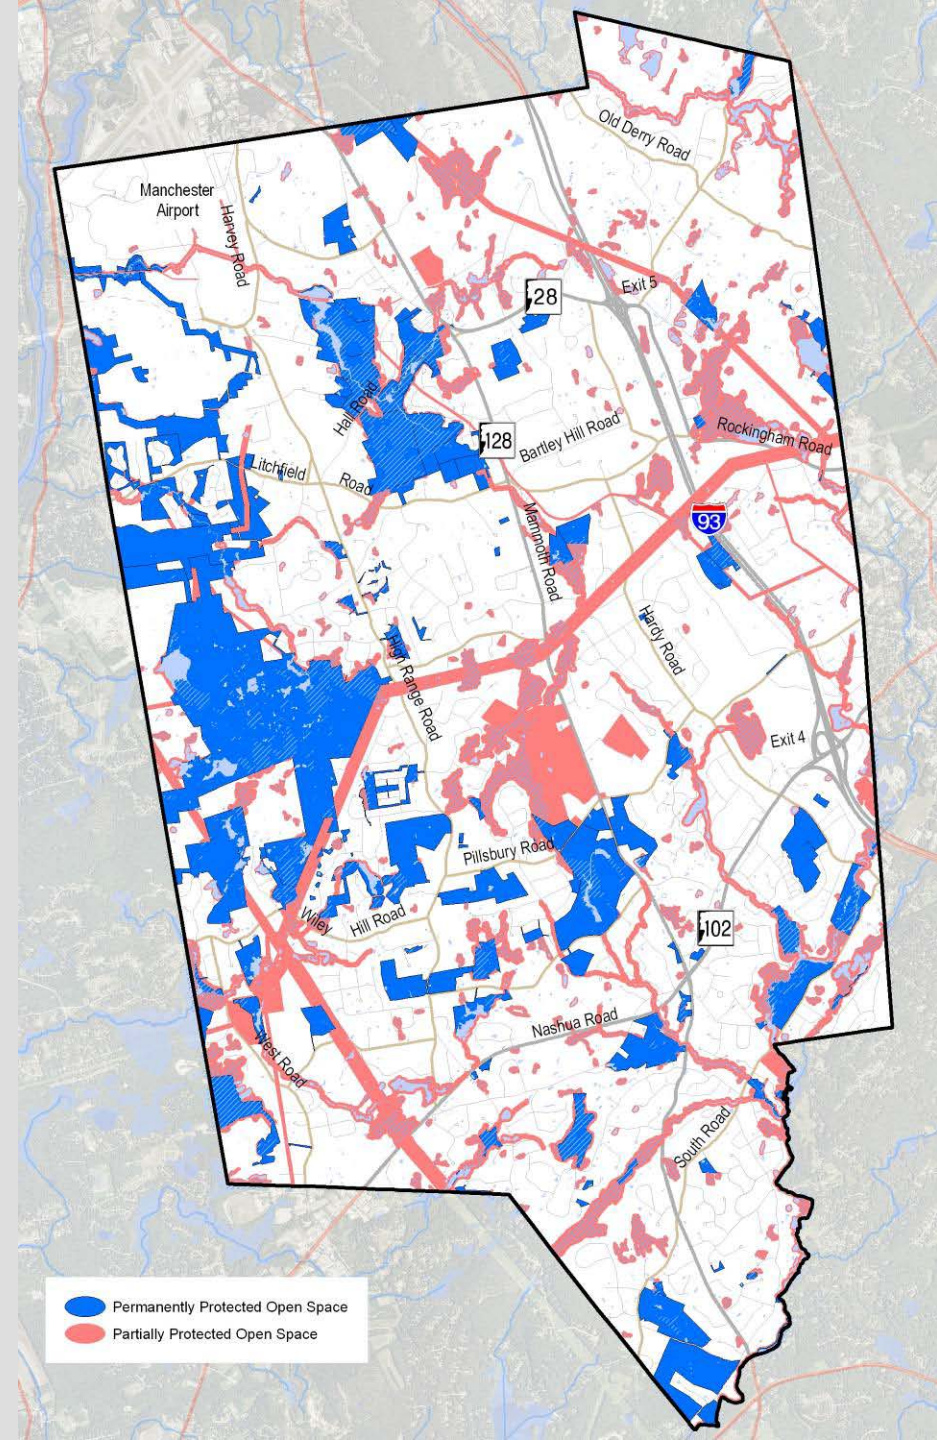 Old Derry Road
Manchester
Airport
Harvey Road
Exit 5
28
Hall Road
128
Bartley Hill Road
Rockingham Road
Litchfield
Road
93
Mammoth Road
Hardy Road
High Range Road
Exit 4
Pillsbury Road
Wiley
Hill Road
102
Nashua Road
West Road
South Road
Permanently Protected Open Space
Partially Protected Open Space